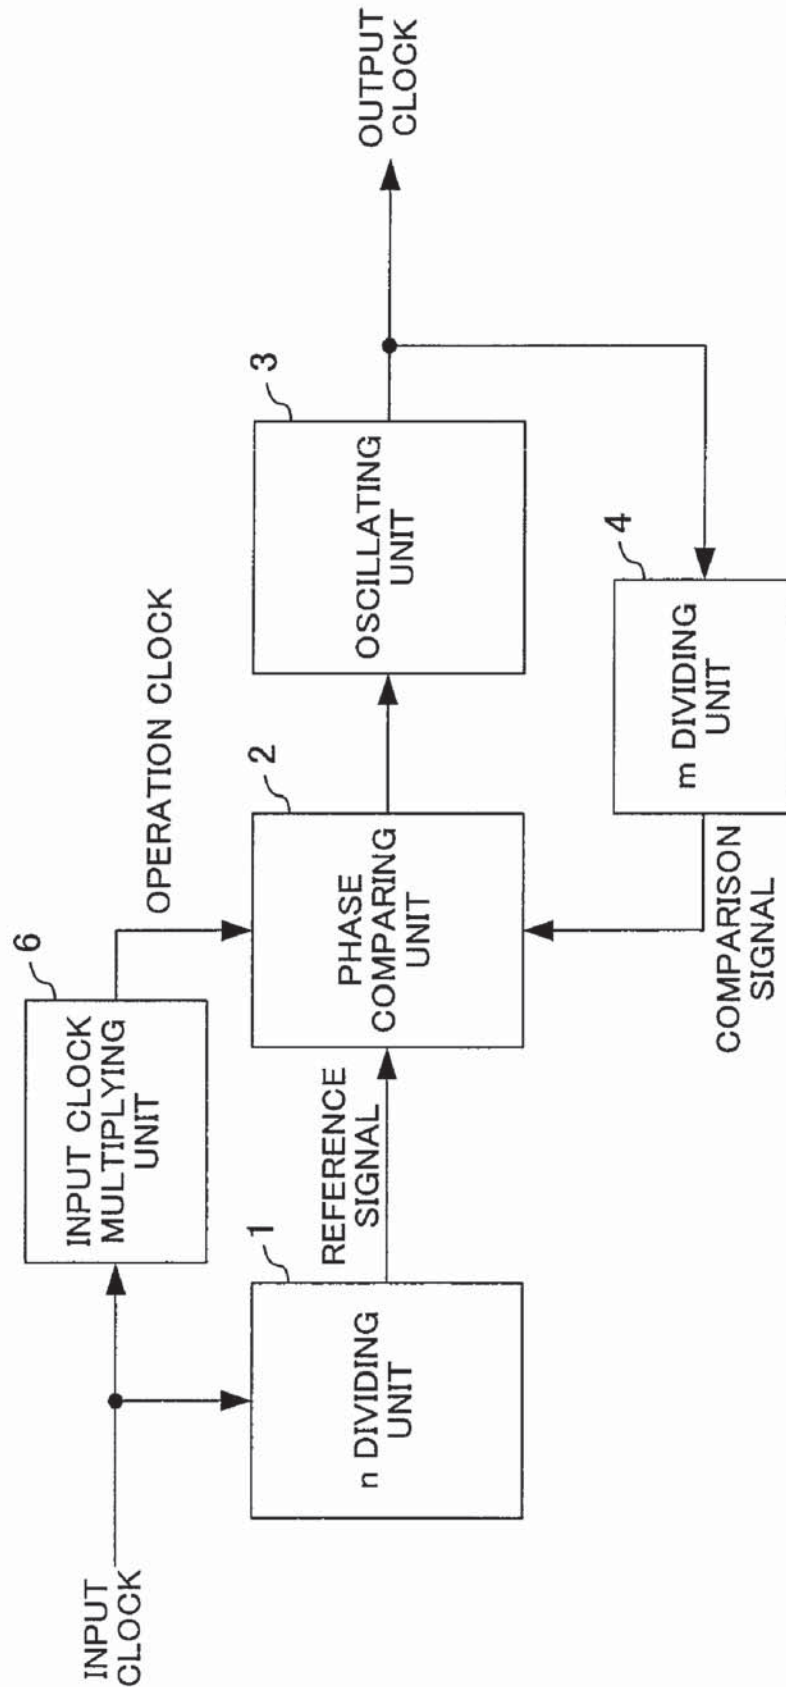 INPUT
CLOCK
6
INPUT CLOCK
MULTIPLYING
UNIT
OPERATION CLOCK
1
n DIVIDING
UNIT
REFERENCE
SIGNAL
2
PHASE
COMPARING
UNIT
3
OSCILLATING
UNIT
OUTPUT
CLOCK
4
m DIVIDING
UNIT
COMPARISON
SIGNAL